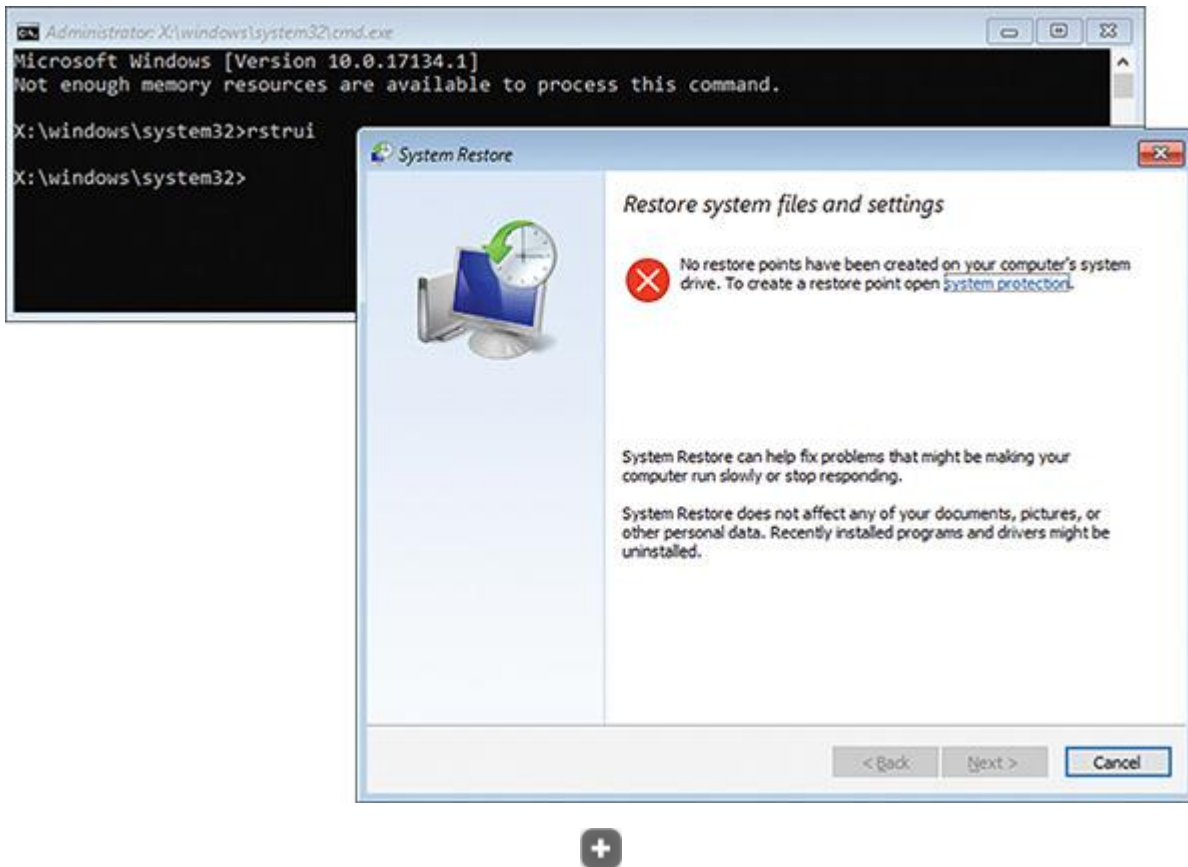 Administrator: X:\windows\system32\cmd.exe
Microsoft Windows [Version 10.0.17134.1]
Not enough memory resources are available to process this command.
X:\windows\system32>rstrui
X:\windows\system32>
System Restore
Restore system files and settings
No restore points have been created on your computer's system
drive. To create a restore point open system protection.
System Restore can help fix problems that might be making your
computer run slowly or stop responding.
System Restore does not affect any of your documents, pictures, or
other personal data. Recently installed programs and drivers might be
uninstalled.
< Back Next > Cancel